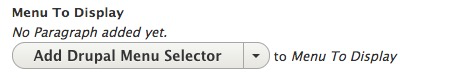 Menu To Display
No Paragraph added yet.
Add Drupal Menu Selector to Menu To Display